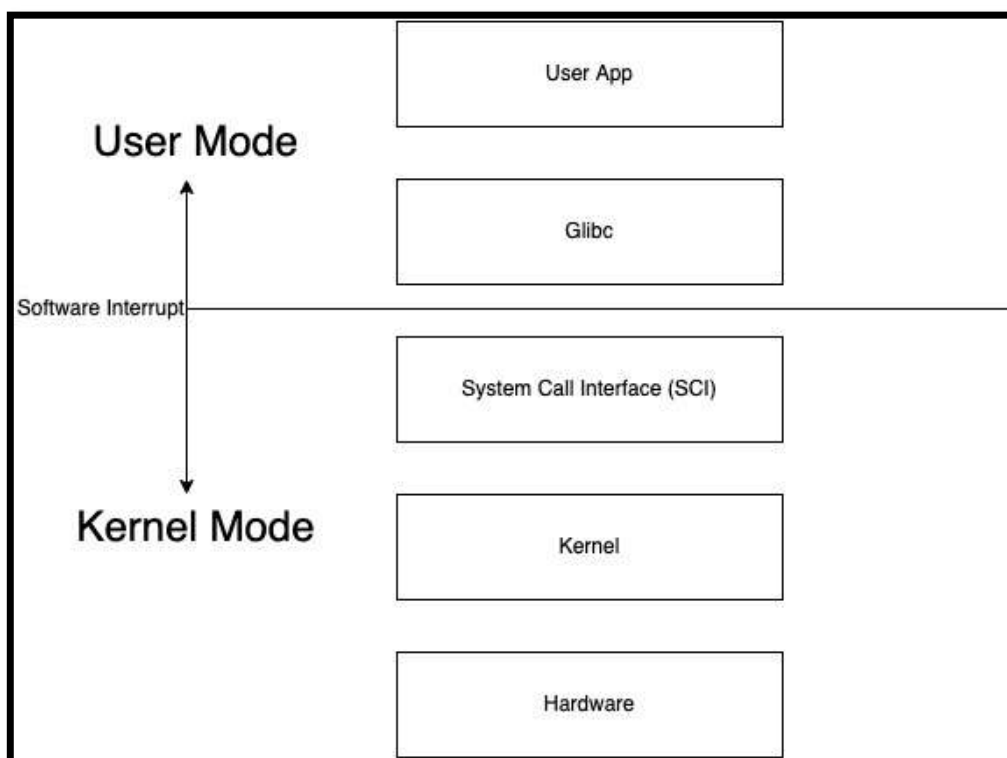 User App
User Mode
Glibc
Software Interrupt
System Call Interface (SCI)
Kernel Mode
Kernel
Hardware